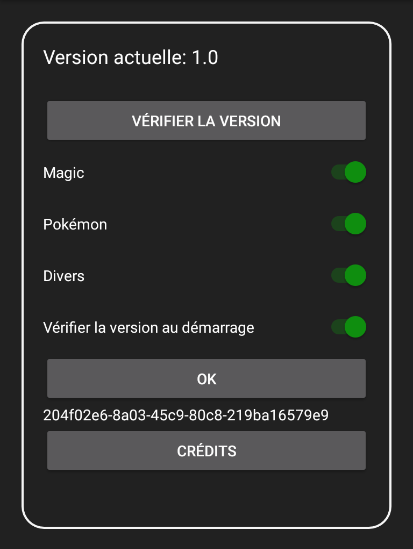 Version actuelle: 1.0
VÉRIFIER LA VERSION
Magic
Pokémon
Divers
Vérifier la version au démarrage
OK
204f02e6-8a03-45c9-80c8-219ba16579e9
CRÉDITS